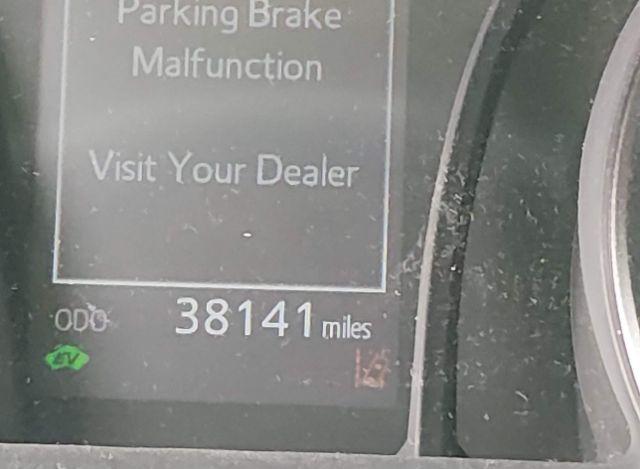 Parking Brake
Malfunction
Visit Your Dealer
ODO 38141 miles
EV